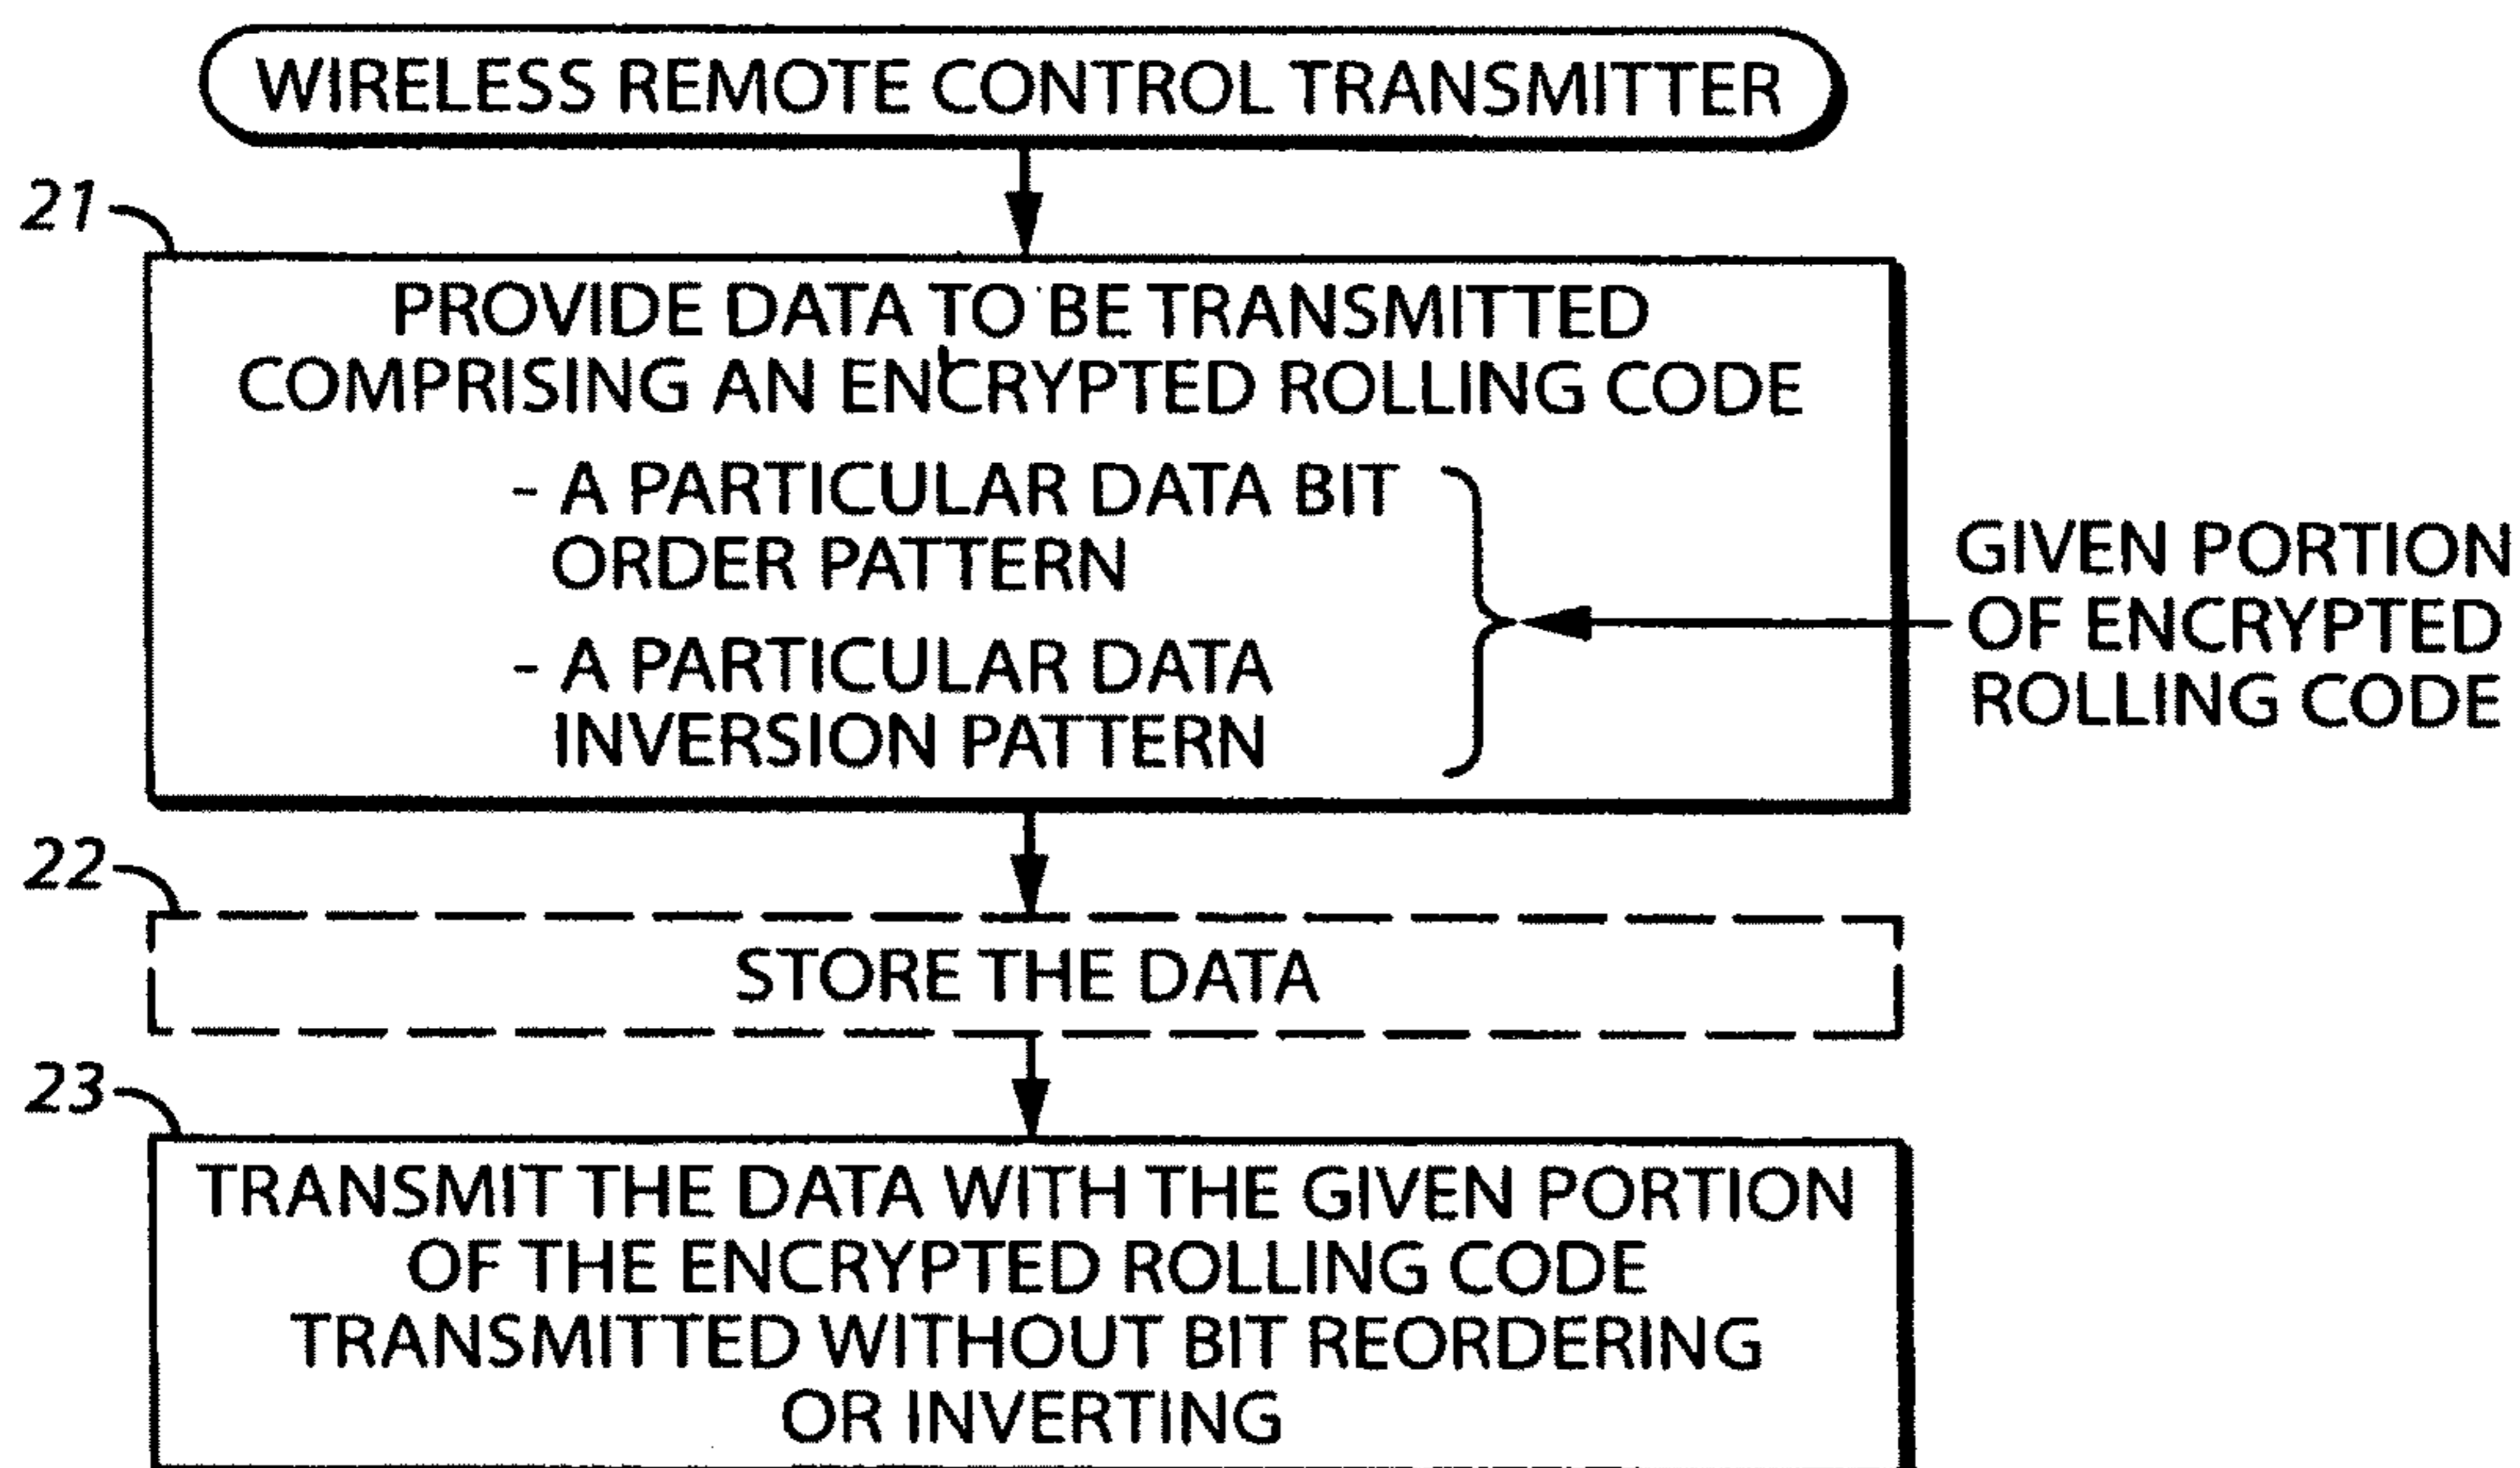 WIRELESS REMOTE CONTROL TRANSMITTER
21
PROVIDE DATA TO BE TRANSMITTED
COMPRISING AN ENCRYPTED ROLLING CODE
- A PARTICULAR DATA BIT
ORDER PATTERN
- A PARTICULAR DATA
INVERSION PATTERN
GIVEN PORTION
OF ENCRYPTED
ROLLING CODE
22
STORE THE DATA
23
TRANSMIT THE DATA WITH THE GIVEN PORTION
OF THE ENCRYPTED ROLLING CODE
TRANSMITTED WITHOUT BIT REORDERING
OR INVERTING